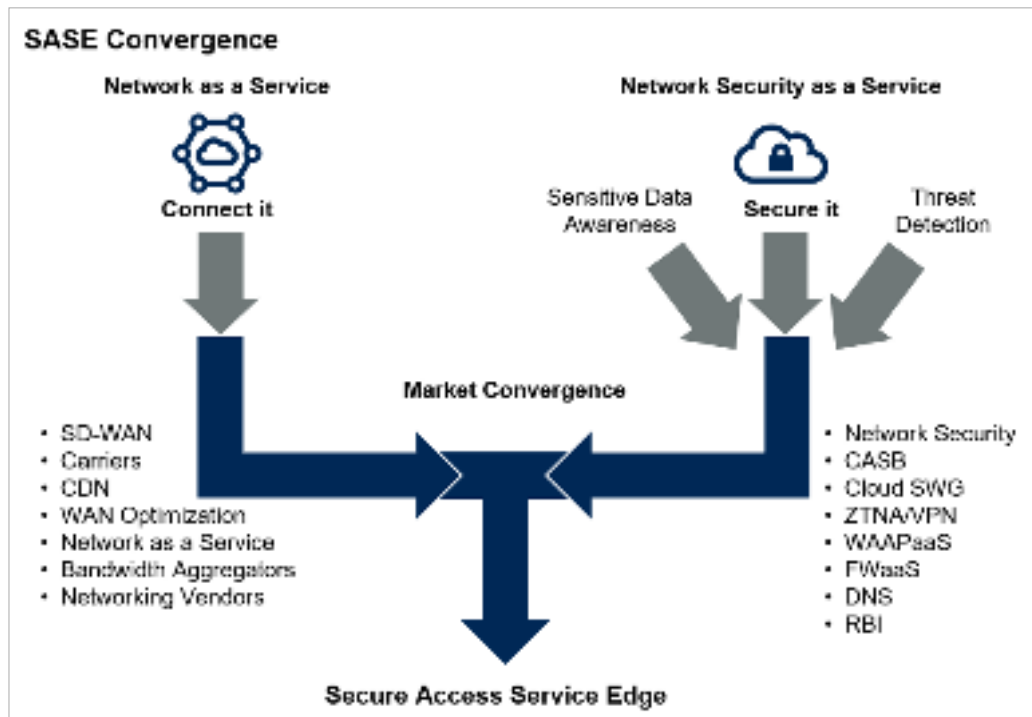 SASE Convergence
Network as a Service
Connect it
Network Security as a Service
Sensitive Data
Awareness
Secure it
Threat
Detection
Market Convergence
• SD-WAN
• Carriers
• CDN
• WAN Optimization
• Network as a Service
• Bandwidth Aggregators
• Networking Vendors
• Network Security
• CASB
• Cloud SWG
• ZTNA/VPN
• WAAPaaS
• FWaaS
• DNS
• RBI
Secure Access Service Edge